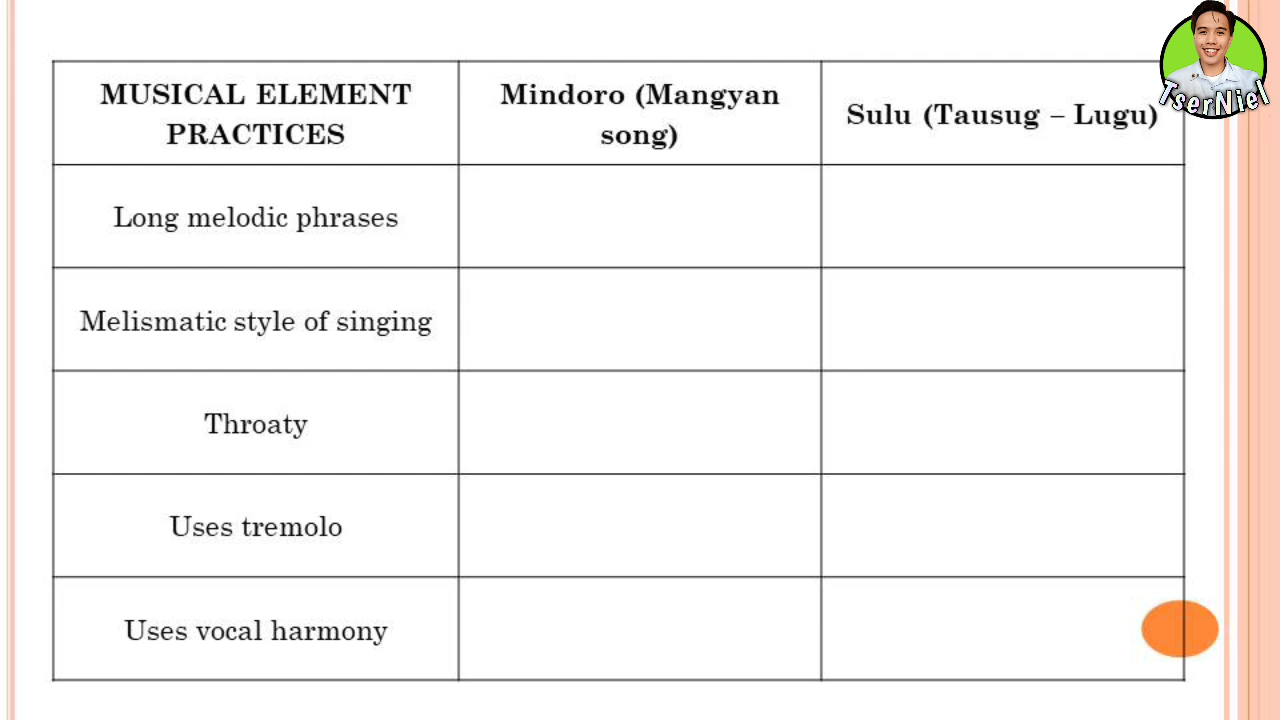 MUSICAL ELEMENT
PRACTICES
Mindoro (Mangyan
song)
Sulu (Tausug – Lugu)
TserNiel
Long melodic phrases
Melismatic style of singing
Throaty
Uses tremolo
Uses vocal harmony